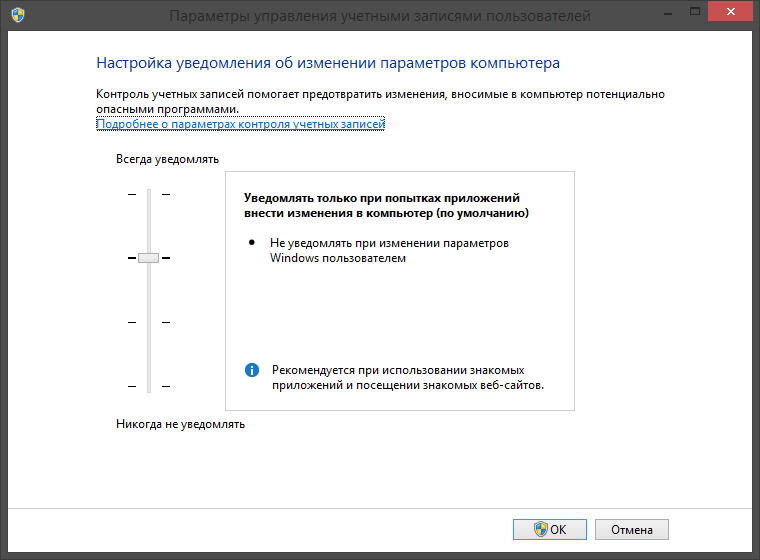 Параметры управления учетными записями пользователей
Настройка уведомления об изменении параметров компьютера
Контроль учетных записей помогает предотвратить изменения, вносимые в компьютер потенциально
опасными программами.
Подробнее о параметрах контроля учетных записей
Всегда уведомлять
Уведомлять только при попытках приложений
внести изменения в компьютер (по умолчанию)
• Не уведомлять при изменении параметров
Windows пользователем
Рекомендуется при использовании знакомых
приложений и посещении знакомых веб-сайтов.
Никогда не уведомлять
ОК
Отмена